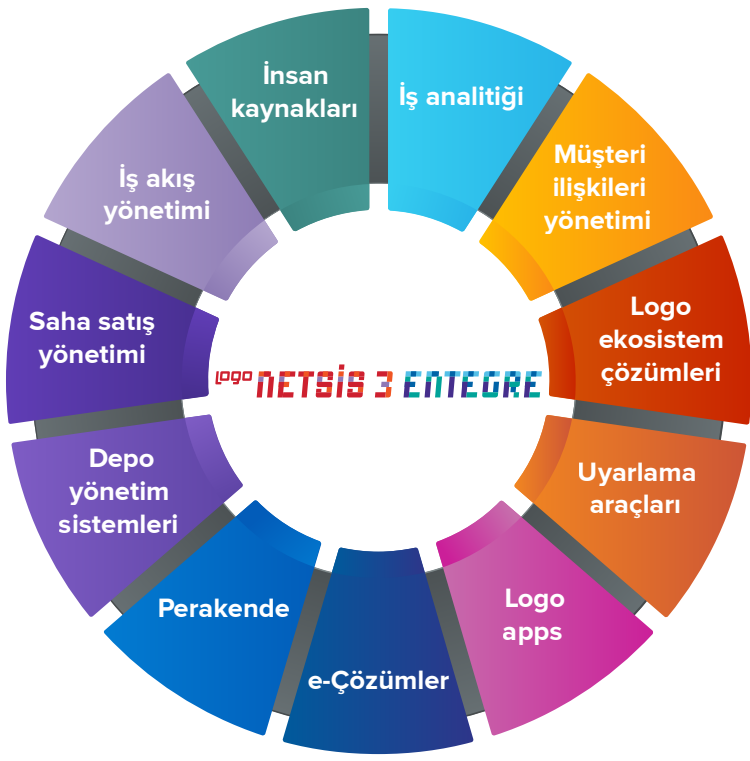 İnsan
kaynakları
İş analitiği
Müşteri
ilişkileri
yönetimi
Logo
ekosistem
çözümleri
Uyarlama
araçları
Logo
apps
e-Çözümler
Perakende
Depo
yönetim
sistemleri
Saha satış
yönetimi
İş akış
yönetimi
LOGO NETSİS 3 ENTEGRE